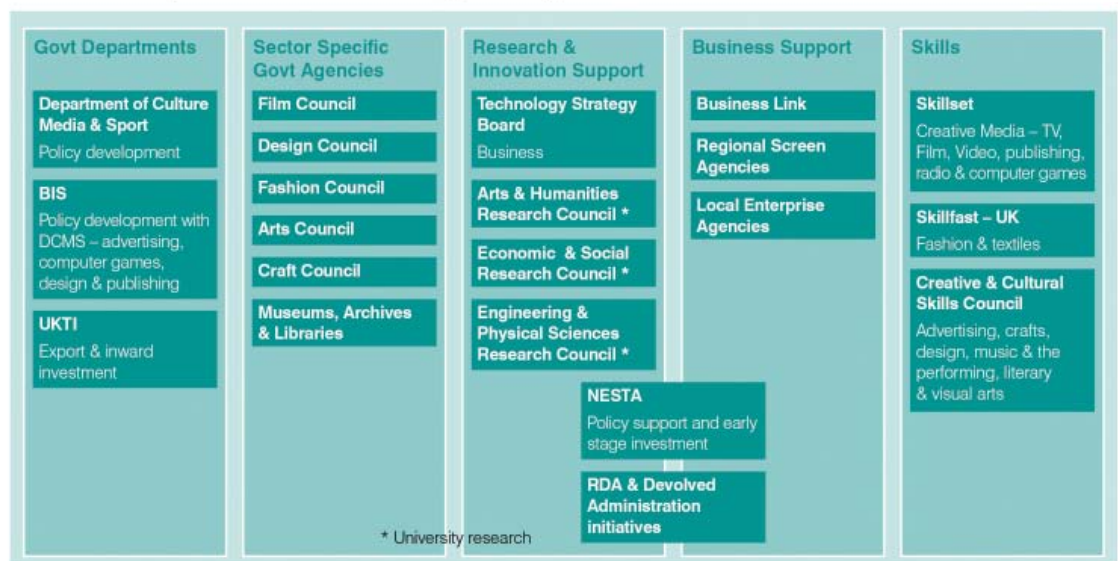 Govt Departments
Department of Culture
Media & Sport
Policy development
BIS
Policy development with
DCMS – advertising,
computer games,
design & publishing
UKTI
Export & inward
investment
Sector Specific
Govt Agencies
Film Council
Design Council
Fashion Council
Arts Council
Craft Council
Museums, Archives
& Libraries
Research &
Innovation Support
Technology Strategy
Board
Business
Arts & Humanities
Research Council *
Economic & Social
Research Council *
Engineering &
Physical Sciences
Research Council *
NESTA
Policy support and early
stage investment
RDA & Devolved
Administration
initiatives
* University research
Business Support
Business Link
Regional Screen
Agencies
Local Enterprise
Agencies
Skills
Skillset
Creative Media – TV,
Film, Video, publishing,
radio & computer games
Skillfast – UK
Fashion & textiles
Creative & Cultural
Skills Council
Advertising, crafts,
design, music & the
performing, literary
& visual arts